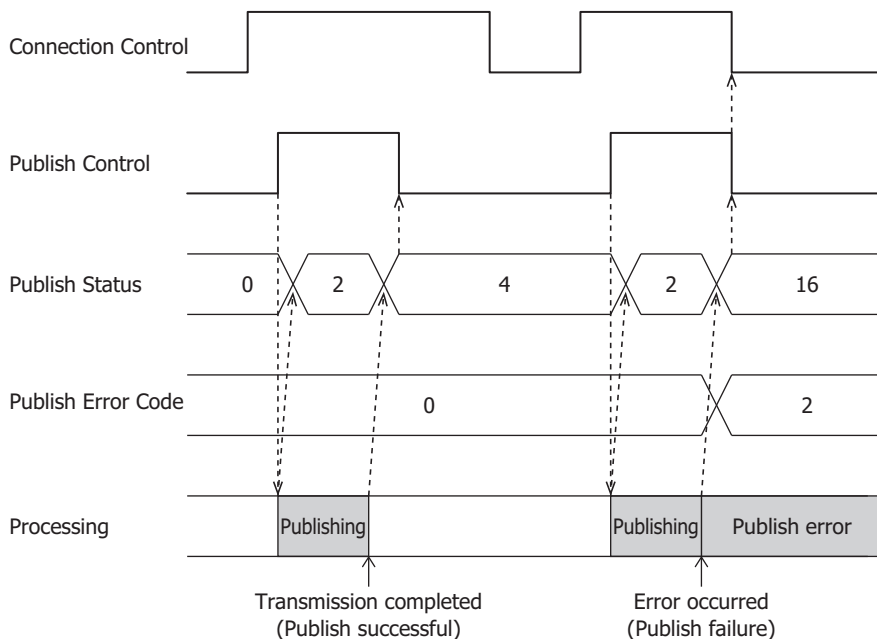 Connection Control
Publish Control
Publish Status
0
2
4
2
16
Publish Error Code
0
2
Processing
Publishing
Publishing
Publish error
Transmission completed
(Publish successful)
Error occurred
(Publish failure)